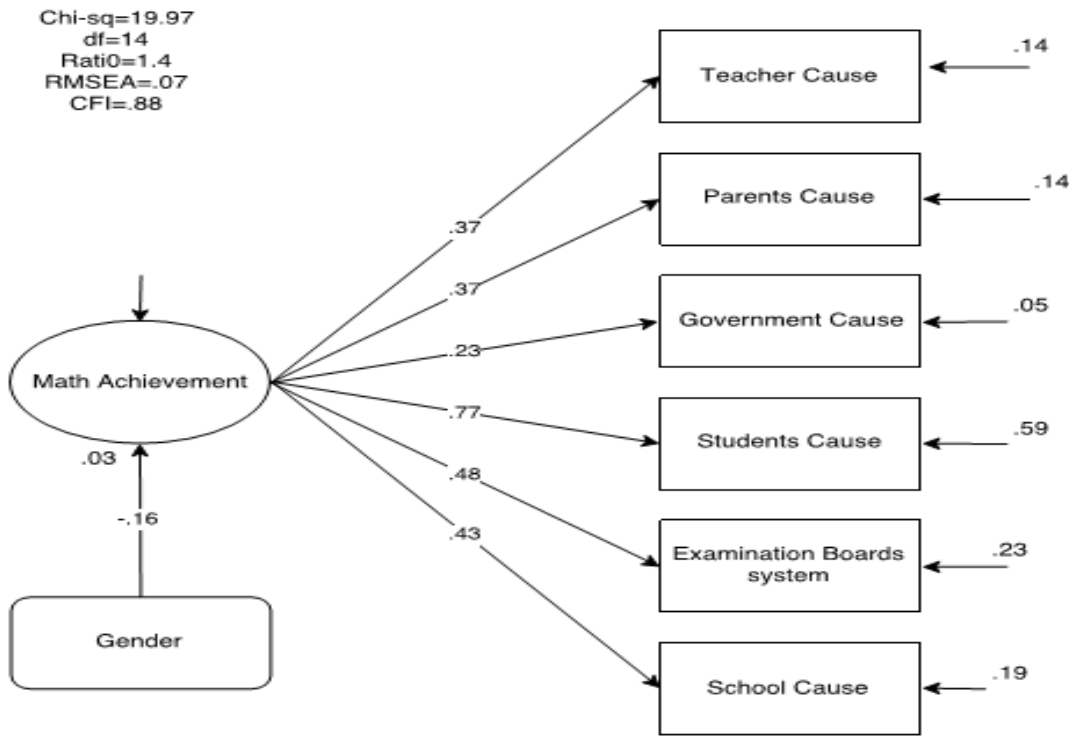 Chi-sq=19.97
df=14
Rati0=1.4
RMSEA=.07
CFI=.88
Teacher Cause
.14
Parents Cause
.14
.37
.37
Government Cause
.05
.23
Math Achievement
.77
Students Cause
.59
.03
.48
-.16
.43
Examination Boards
system
.23
Gender
School Cause
.19